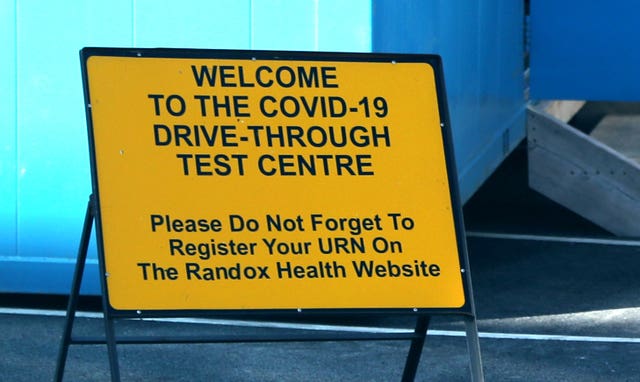 WELCOME
TO THE COVID-19
DRIVE-THROUGH
TEST CENTRE
Please Do Not Forget To
Register Your URN On
The Randox Health Website